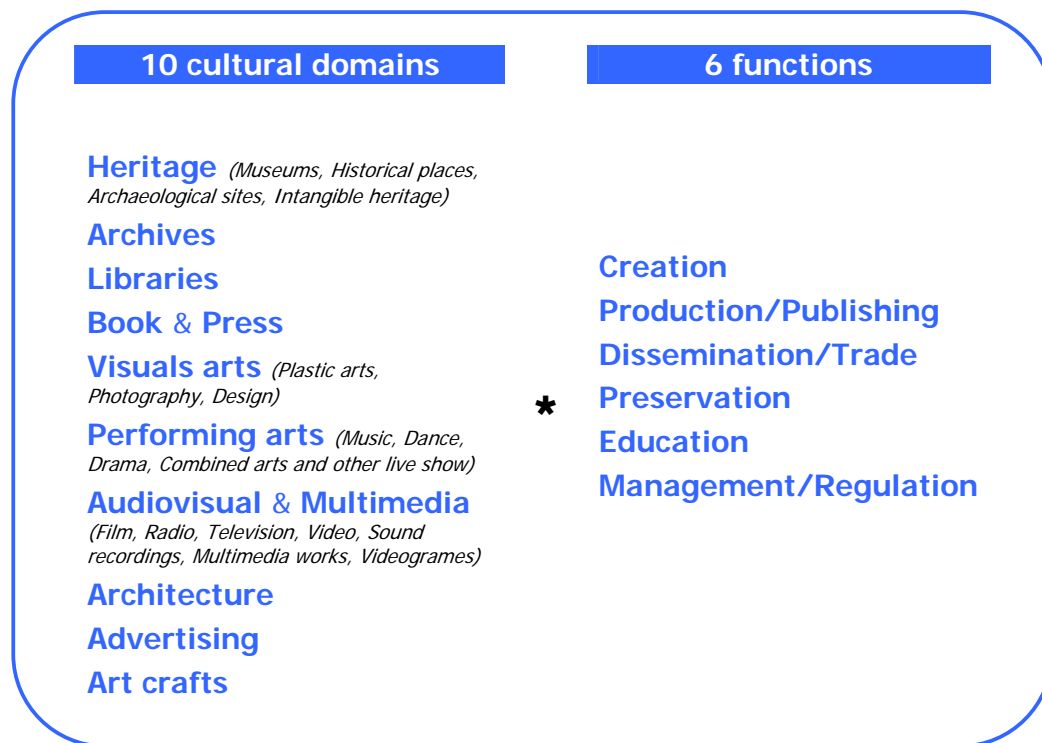 10 cultural domains
Heritage (Museums, Historical places,
Archaeological sites, Intangible heritage)
Archives
Libraries
Book & Press
Visuals arts (Plastic arts,
Photography, Design)
Performing arts (Music, Dance,
Drama, Combined arts and other live show)
Audiovisual & Multimedia
(Film, Radio, Television, Video, Sound
recordings, Multimedia works, Videogrames)
Architecture
Advertising
Art crafts
*
6 functions
Creation
Production/Publishing
Dissemination/Trade
Preservation
Education
Management/Regulation